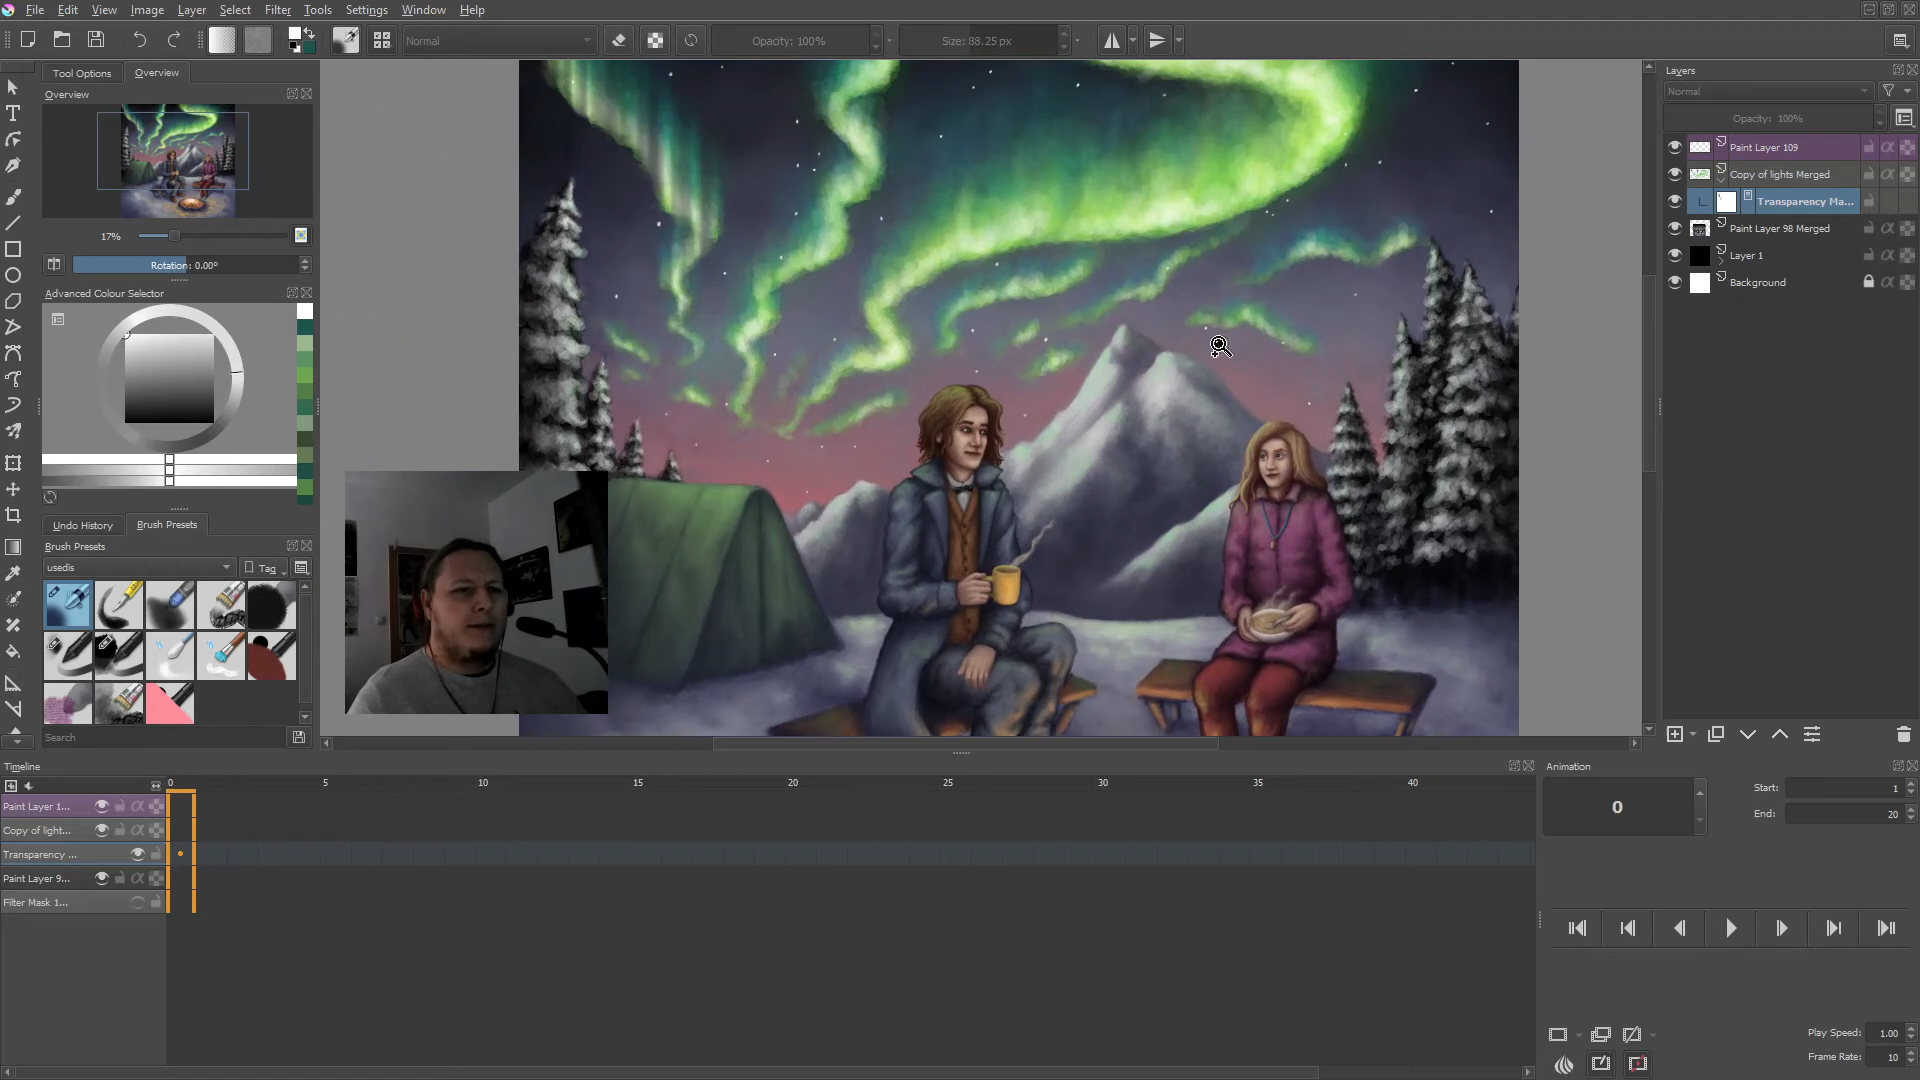 File Edit View Image Layer Select Filter Tools Settings Window Help
Normal Opacity: 100% Size: 88.25 px
Tool Options Overview
Overview
17%
Rotation: 0.00°
Advanced Colour Selector
Undo History Brush Presets
Brush Presets
usedis Tag
Search
Layers
Normal
Opacity: 100%
Paint Layer 109
Copy of lights Merged
Transparency Ma...
Paint Layer 98 Merged
Layer 1
Background
Timeline
0 5 10 15 20 25 30 35 40
Paint Layer 1...
Copy of light...
Transparency ...
Paint Layer 9...
Filter Mask 1...
Animation
0
Start: 1
End: 20
Play Speed: 1.00
Frame Rate: 10